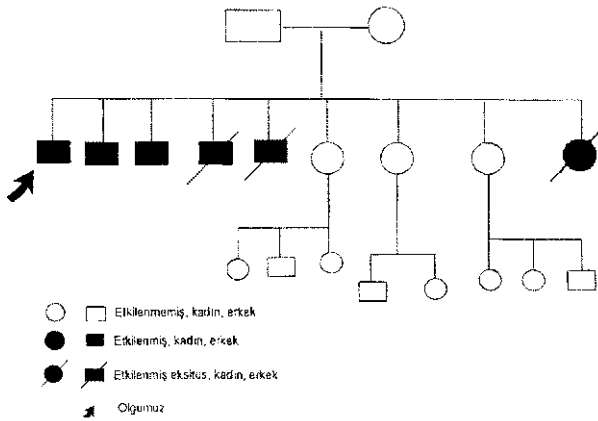 Etkilenmemiş, kadın, erkek
Etkilenmiş, kadın, erkek
Etkilenmiş eksitus, kadın, erkek
Olgumuz